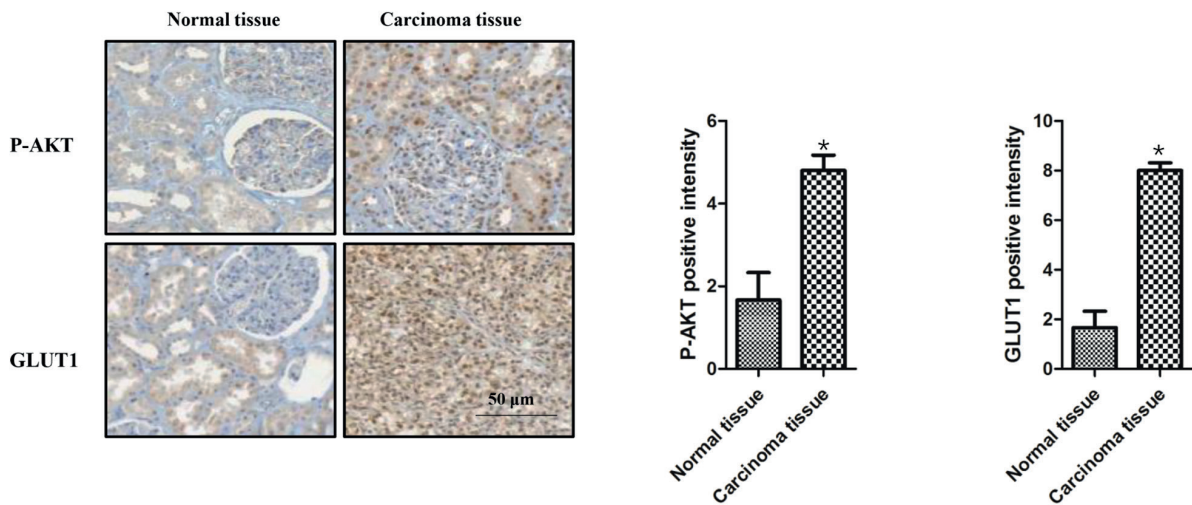 Normal tissue
Carcinoma tissue
P-AKT
GLUT1
50 µm
P-AKT positive intensity
6
4
2
0
*
Normal tissue
Carcinoma tissue
GLUT1 positive intensity
10
8
6
4
2
0
*
Normal tissue
Carcinoma tissue